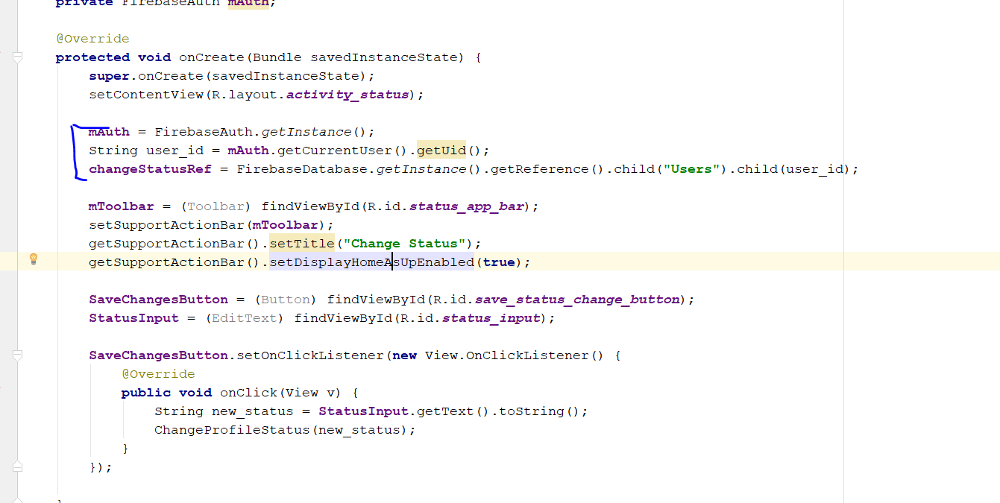 private FirebaseAuth mAuth;
@Override
protected void onCreate(Bundle savedInstanceState) {
super.onCreate(savedInstanceState);
setContentView(R.layout.activity_status);
mAuth = FirebaseAuth.getInstance();
String user_id = mAuth.getCurrentUser().getUid();
changeStatusRef = FirebaseDatabase.getInstance().getReference().child("Users").child(user_id);
mToolbar = (Toolbar) findViewById(R.id.status_app_bar);
setSupportActionBar(mToolbar);
getSupportActionBar().setTitle("Change Status");
getSupportActionBar().setDisplayHomeAsUpEnabled(true);
SaveChangesButton = (Button) findViewById(R.id.save_status_change_button);
StatusInput = (EditText) findViewById(R.id.status_input);
SaveChangesButton.setOnClickListener(new View.OnClickListener() {
@Override
public void onClick(View v) {
String new_status = StatusInput.getText().toString();
ChangeProfileStatus(new_status);
}
});